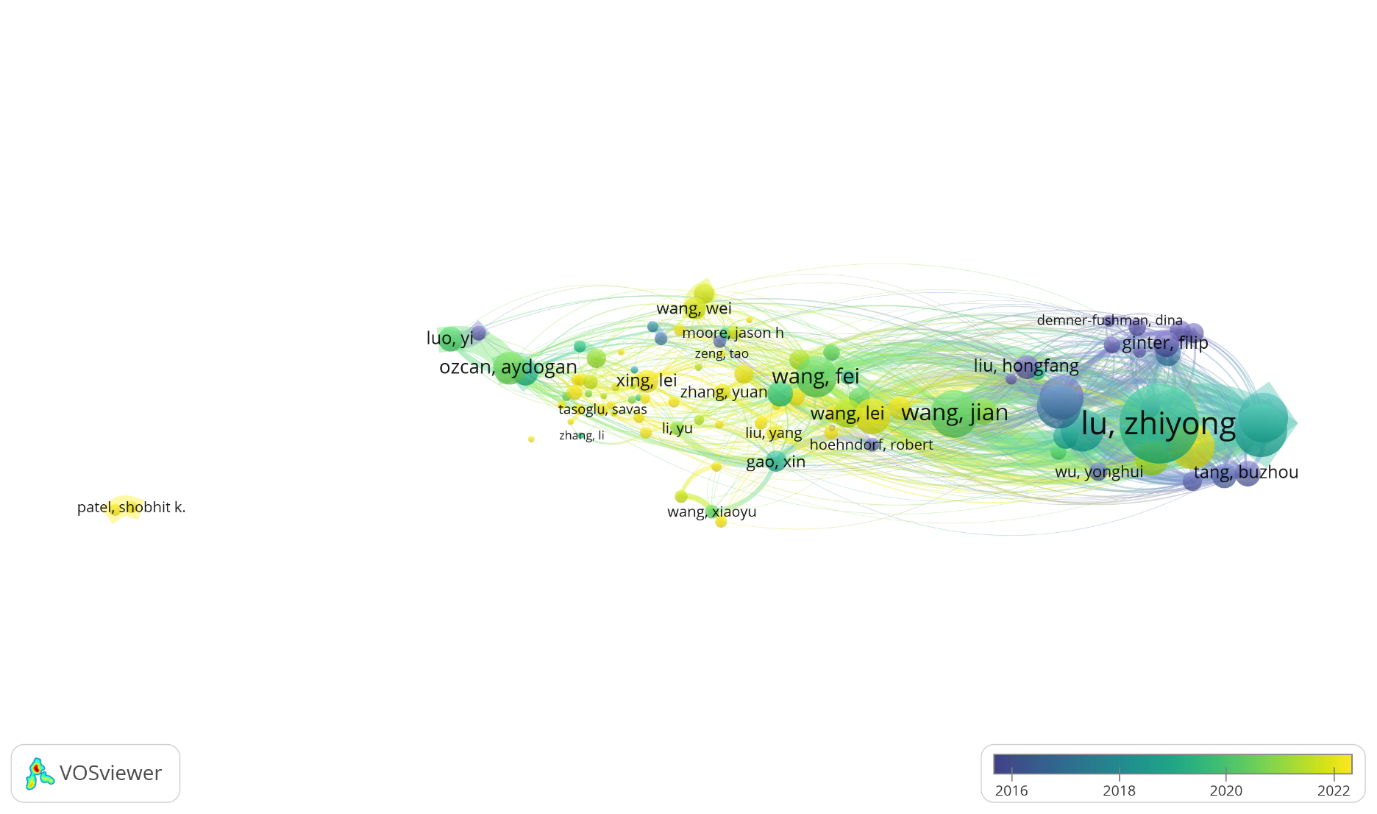 wang, wei
demner-fushman, dina
moore, jason h
luo, yi
ginter, filip
zeng, tao
ozcan, aydogan
liu, hongfang
xing, lei
wang, fei
zhang, yuan
tasoglu, savas
wang, lei
wang, jian
lu, zhiyong
li, yu
liu, yang
zhang, li
hoehndorf, robert
gao, xin
wu, yonghui
tang, buzhou
patel, shobhit k.
wang, xiaoyu
VOSviewer
2016 2018 2020 2022